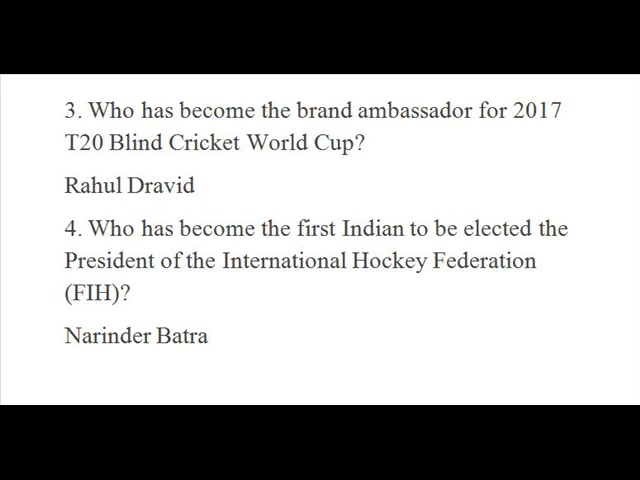 3. Who has become the brand ambassador for 2017
T20 Blind Cricket World Cup?
Rahul Dravid
4. Who has become the first Indian to be elected the
President of the International Hockey Federation
(FIH)?
Narinder Batra